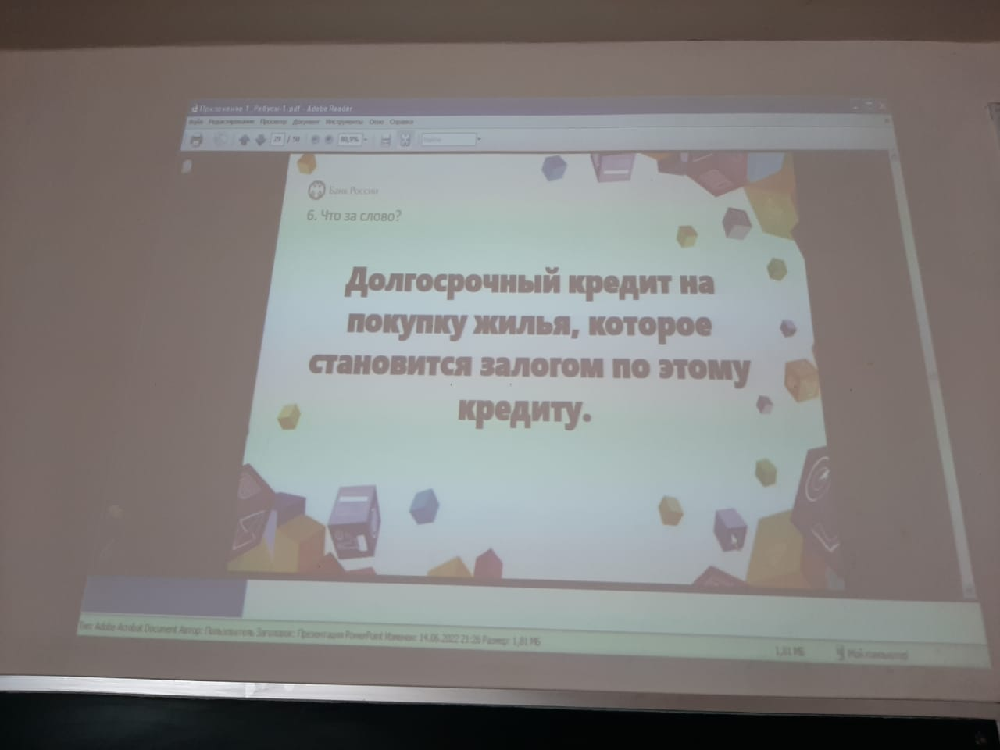 Приложение 1_Ребусы-1.pdf - Adobe Reader
Файл Редактирование Просмотр Документ Инструменты Окно Справка
29 / 50 80,9% Найти
Банк России
6. Что за слово?
Долгосрочный кредит на
покупку жилья, которое
становится залогом по этому
кредиту.
Тип: Adobe Acrobat Document Автор: Пользователь Заголовок: Презентация PowerPoint Изменен: 14.06.2022 21:26 Размер: 1,81 МБ
1,81 МБ Мой компьютер